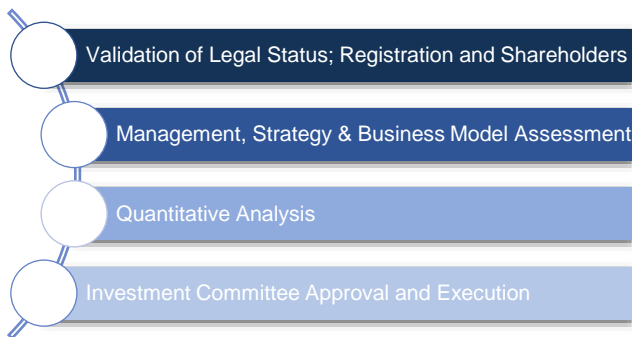 Validation of Legal Status; Registration and Shareholders
Management, Strategy & Business Model Assessment
Quantitative Analysis
Investment Committee Approval and Execution